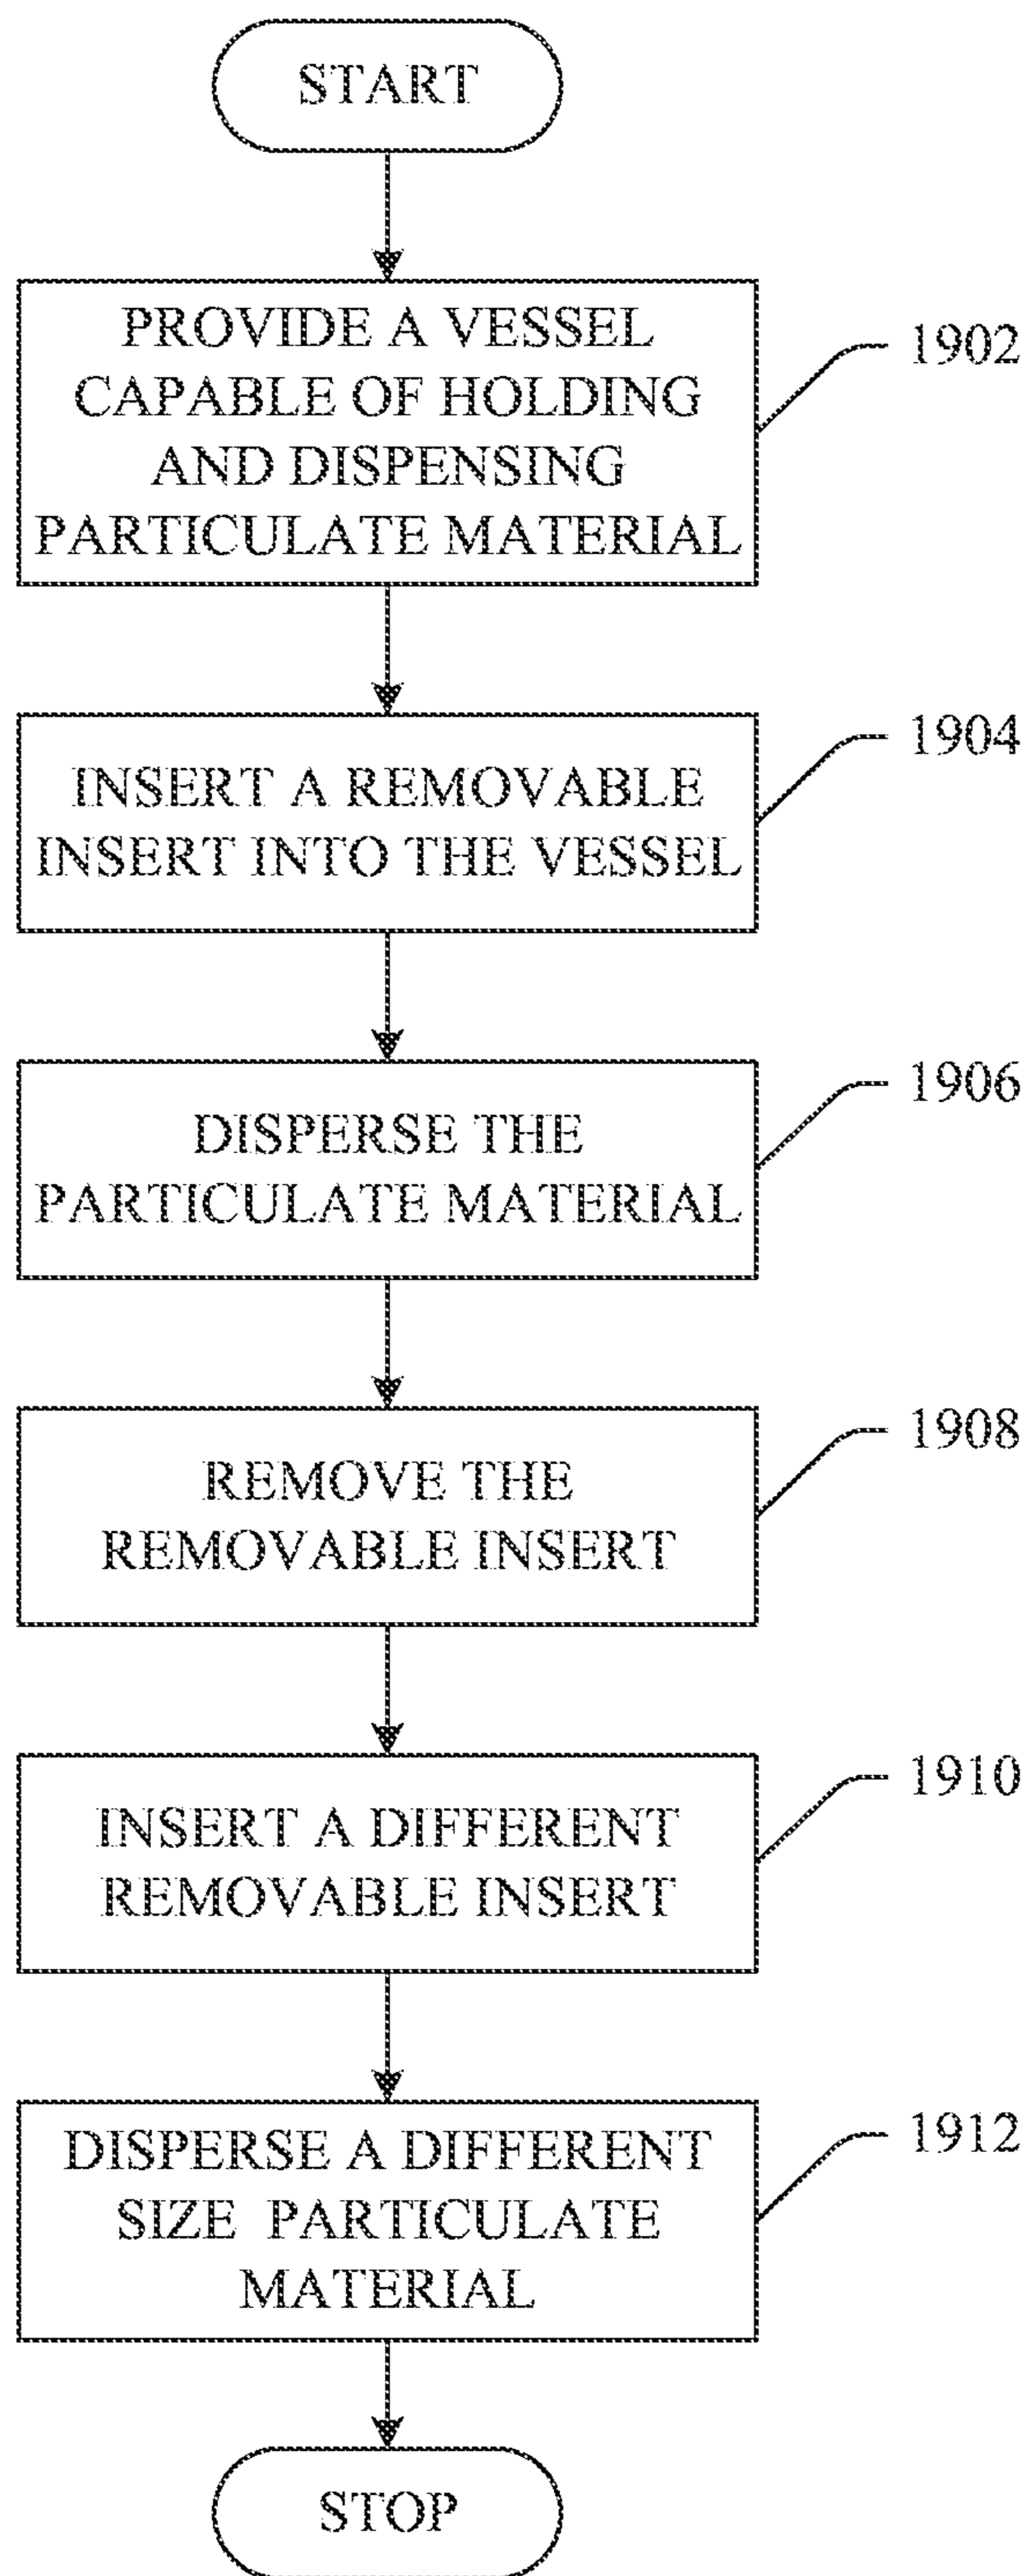 START
PROVIDE A VESSEL
CAPABLE OF HOLDING
AND DISPENSING
PARTICULATE MATERIAL
1902
INSERT A REMOVABLE
INSERT INTO THE VESSEL
1904
DISPERSE THE
PARTICULATE MATERIAL
1906
REMOVE THE
REMOVABLE INSERT
1908
INSERT A DIFFERENT
REMOVABLE INSERT
1910
DISPERSE A DIFFERENT
SIZE PARTICULATE
MATERIAL
1912
STOP